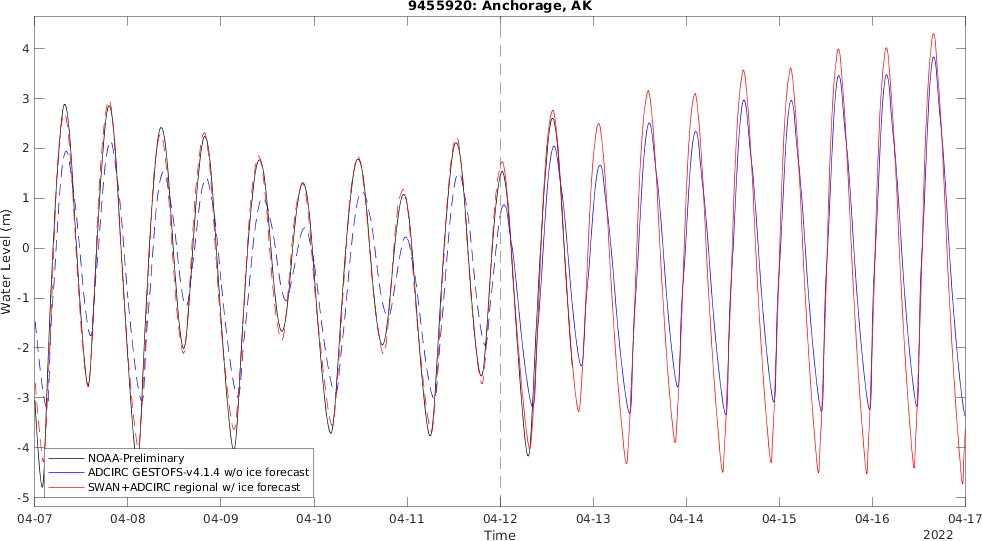 9455920: Anchorage, AK
Water Level (m)
4
3
2
1
0
-1
-2
-3
-4
-5
NOAA-Preliminary
ADCIRC GESTOFS-v4.1.4 w/o ice forecast
SWAN+ADCIRC regional w/ ice forecast
04-07 04-08 04-09 04-10 04-11 04-12 04-13 04-14 04-15 04-16 04-17
Time
2022